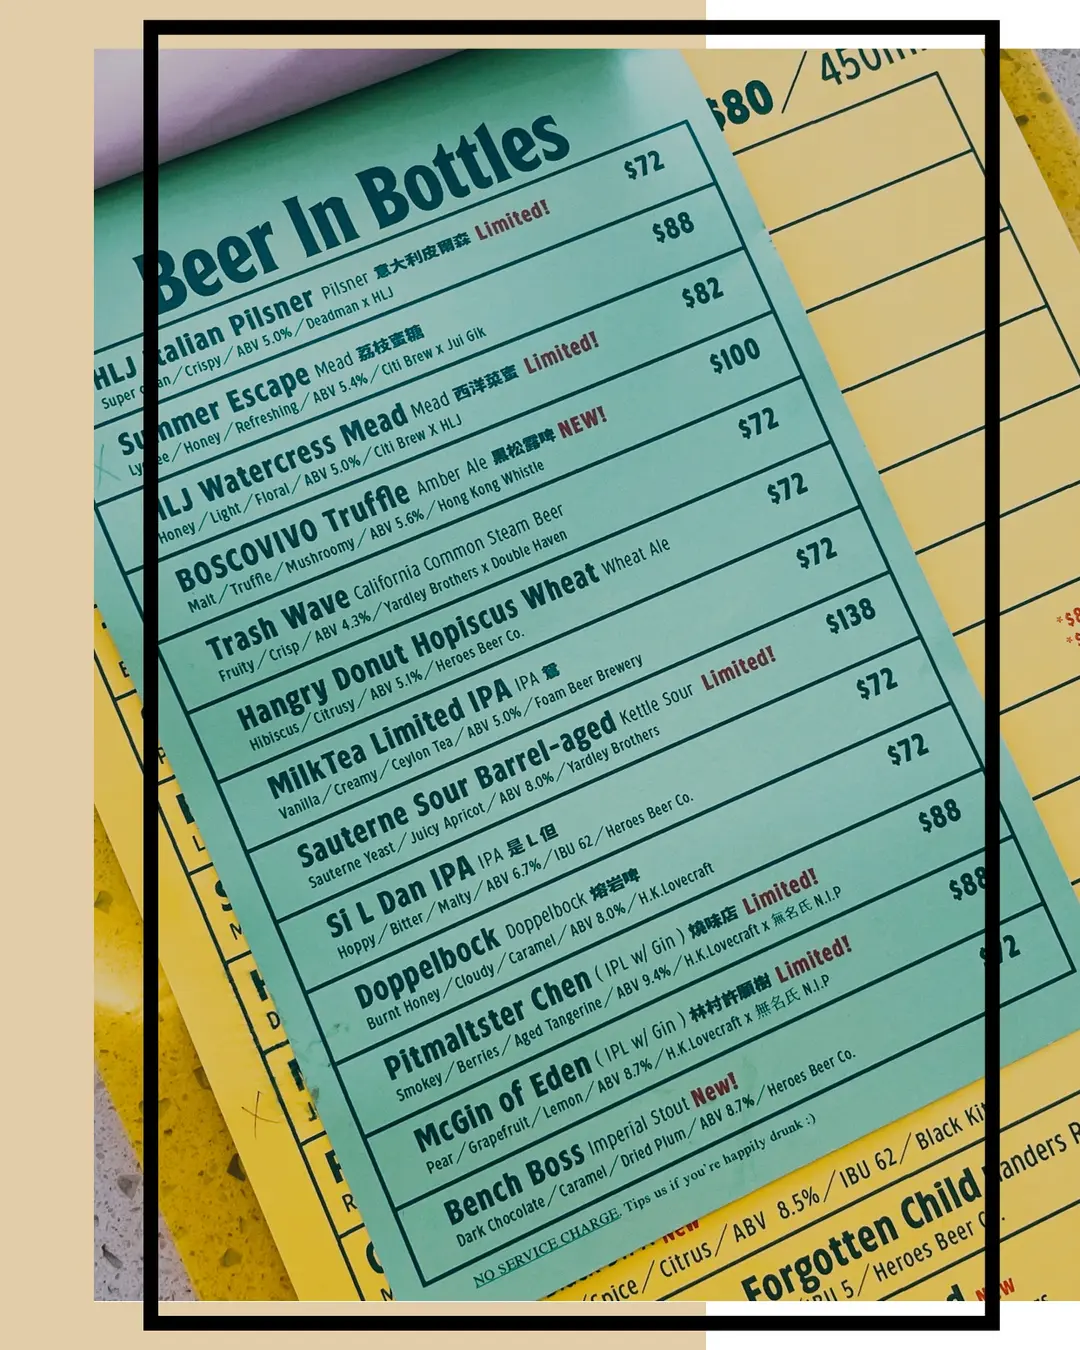 Beer In Bottles
HLJ Italian Pilsner Pilsner 意大利皮爾森 Limited! $72
Super Clean / Crispy / ABV 5.0% / Deadman x HLJ
Summer Escape Mead 荔枝蜜糖 $88
Lychee / Honey / Refreshing / ABV 5.4% / Citi Brew x Jui Gik
HLJ Watercress Mead Mead 西洋菜蜜 Limited! $82
Honey / Light / Floral / ABV 5.0% / Citi Brew X HLJ
BOSCOVIVO Truffle Amber Ale 黑松露啤 NEW! $100
Malt / Truffle / Mushroomy / ABV 5.6% / Hong Kong Whistle
Trash Wave California Common Steam Beer $72
Fruity / Crisp / ABV 4.3% / Yardley Brothers x Double Haven
Hangry Donut Hopiscus Wheat Wheat Ale $72
Hibiscus / Citrusy / ABV 5.1% / Heroes Beer Co.
MilkTea Limited IPA IPA $72
Vanilla / Creamy / Ceylon Tea / ABV 5.0% / Foam Beer Brewery
Sauterne Sour Barrel-aged Kettle Sour Limited! $138
Sauterne Yeast / Juicy Apricot / ABV 8.0% / Yardley Brothers
Si L Dan IPA IPA 是L但 $72
Hoppy / Bitter / Malty / ABV 6.7% / IBU 62 / Heroes Beer Co.
Doppelbock Doppelbock 熔岩啤 $72
Burnt Honey / Cloudy / Caramel / ABV 8.0% / H.K.Lovecraft
Pitmaltster Chen ( IPL w/ Gin ) 燒味店 Limited! $88
Smokey / Berries / Aged Tangerine / ABV 9.4% / H.K.Lovecraft x 無名氏 N.I.P
McGin of Eden ( IPL w/ Gin ) 林村許願樹 Limited! $88
Pear / Grapefruit / Lemon / ABV 8.7% / H.K.Lovecraft x 無名氏 N.I.P
Bench Boss Imperial Stout New! $72
Dark Chocolate / Caramel / Dried Plum / ABV 8.7% / Heroes Beer Co.
NO SERVICE CHARGE. Tips us if you're happily drunk :)
$80 / 450m
New
Spice / Citrus / ABV 8.5% / IBU 62 / Black Ki
Forgotten Child
IBU 5 / Heroes Beer
New